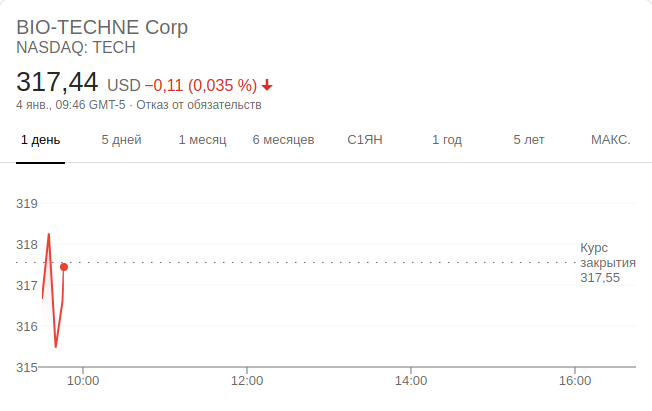 BIO-TECHNE Corp
NASDAQ: TECH
317,44 USD −0,11 (0,035 %)
4 янв., 09:46 GMT-5 · Отказ от обязательств
1 день 5 дней 1 месяц 6 месяцев С1ЯН 1 год 5 лет МАКС.
319
318
317
316
315
Курс
закрытия
317,55
10:00 12:00 14:00 16:00